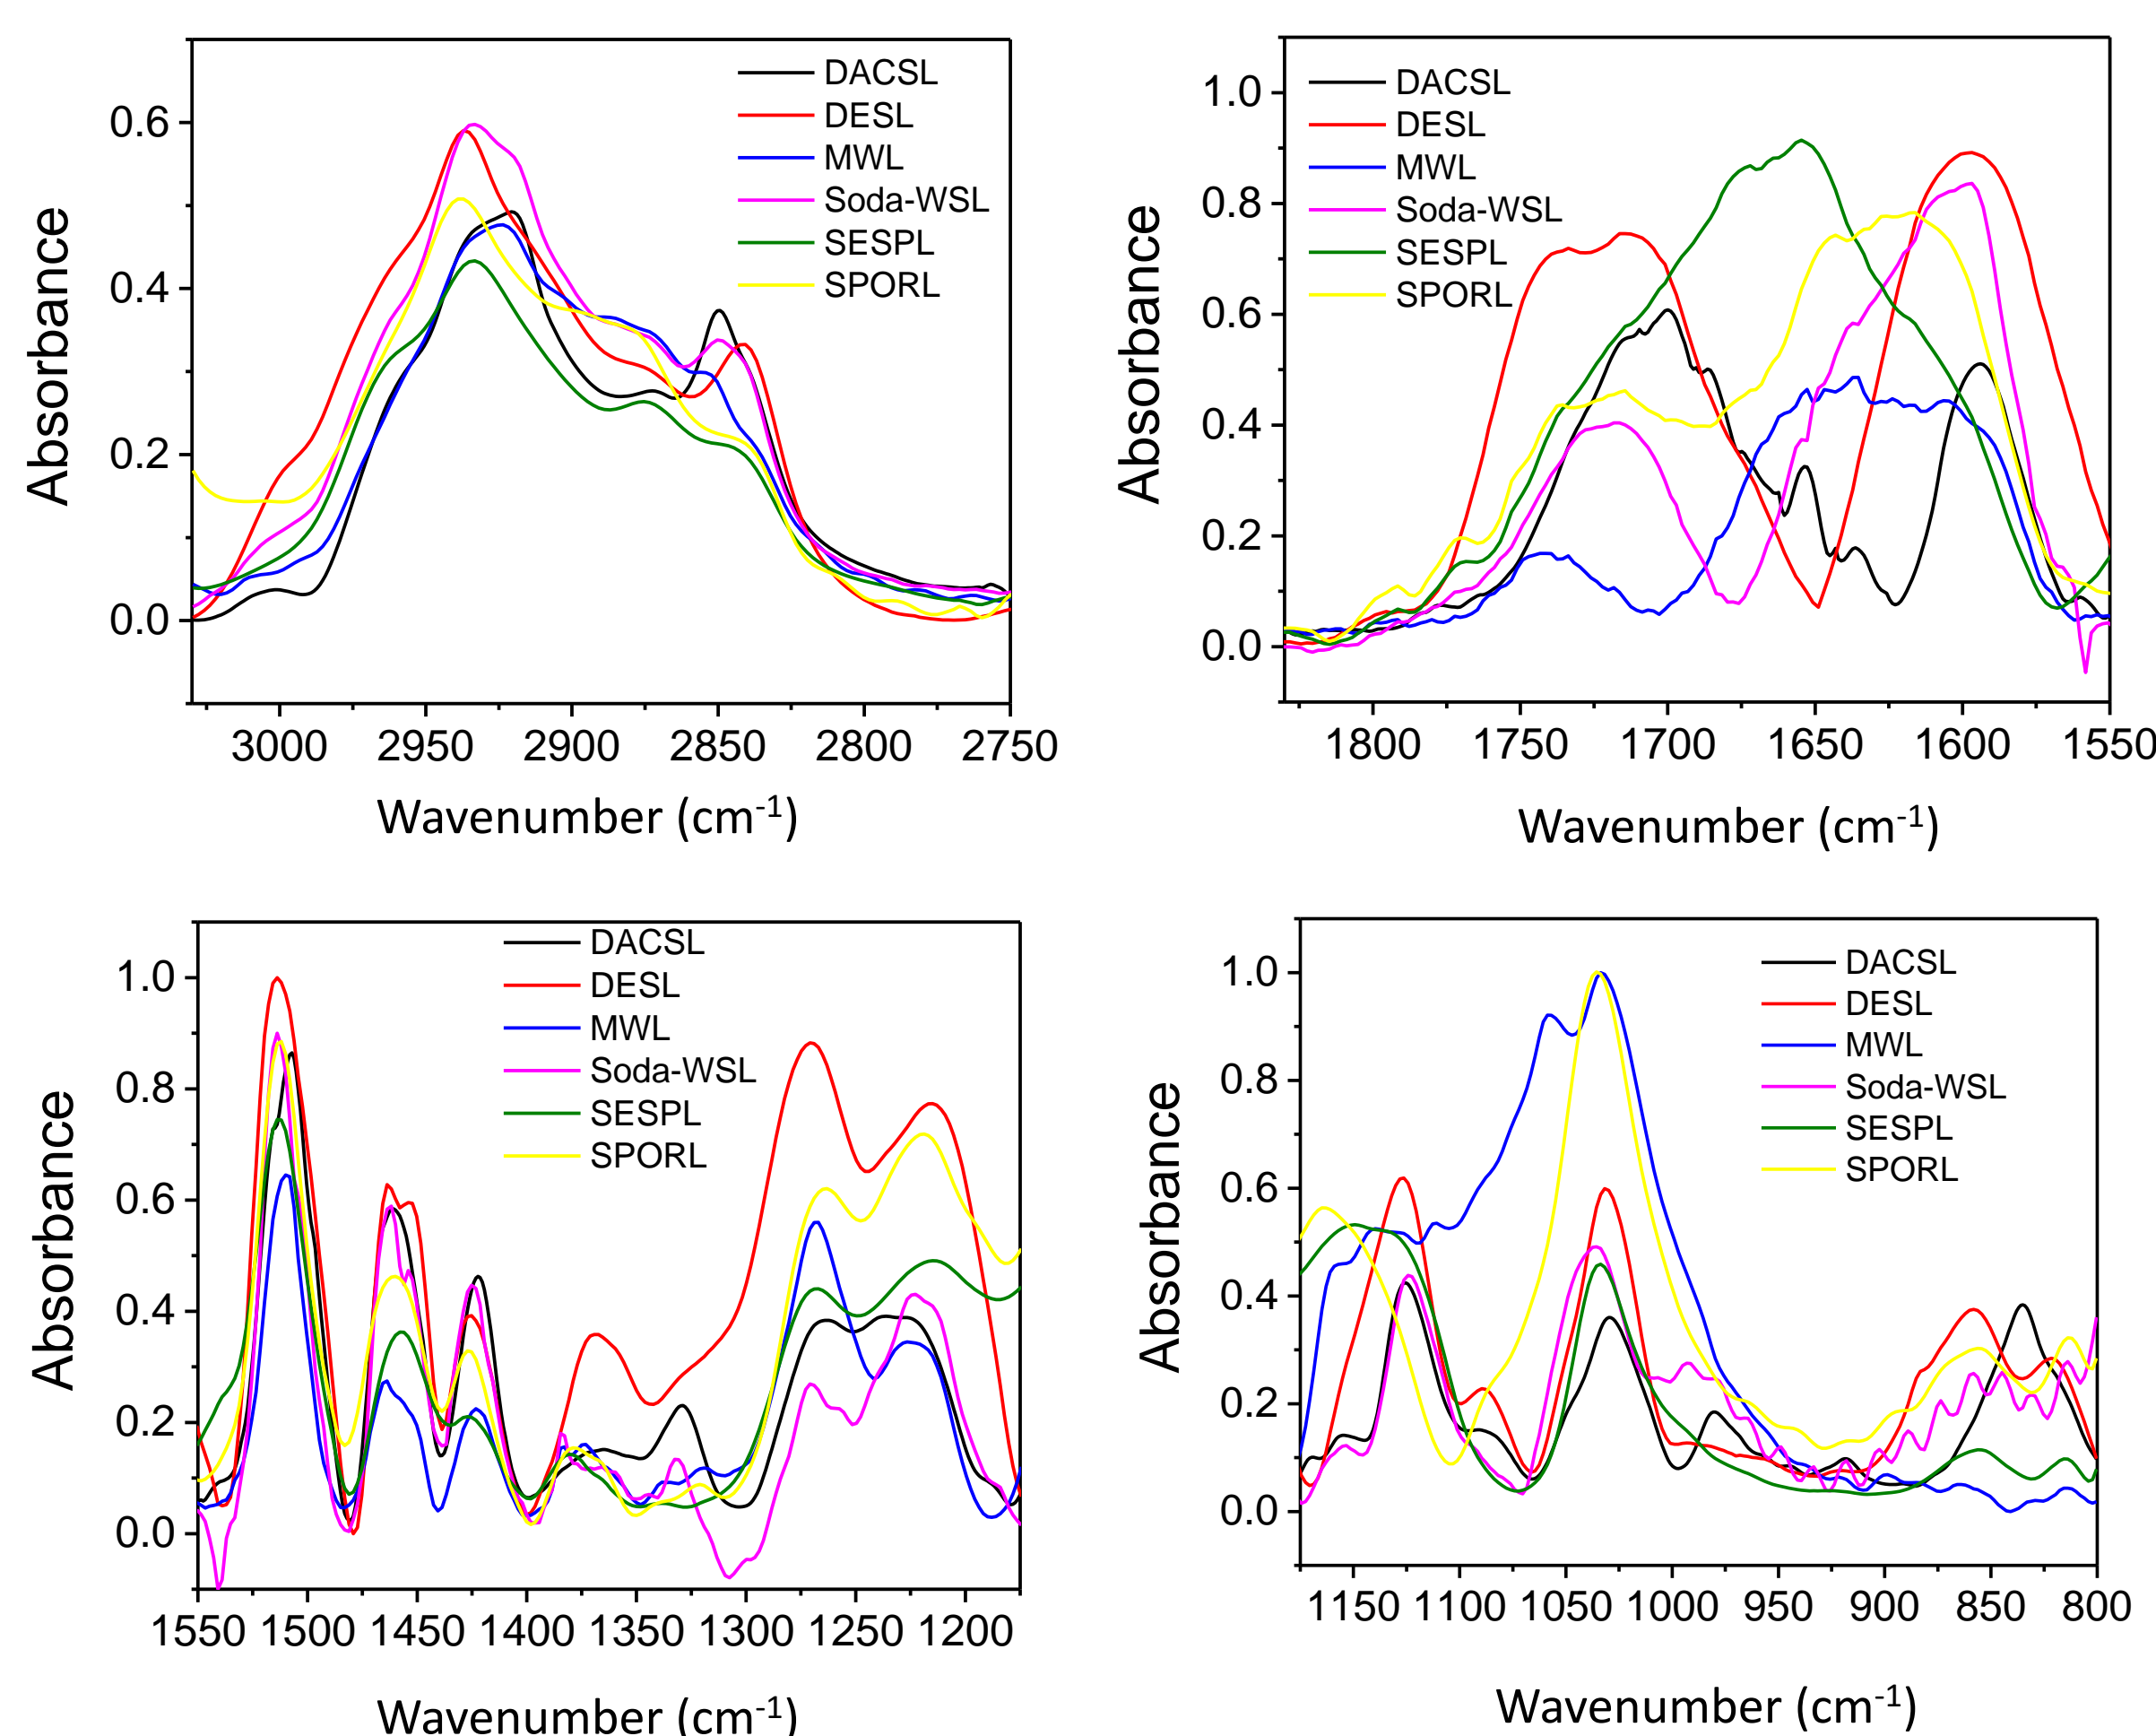 DACSL
DESL
MWL
Soda-WSL
SESPL
SPORL
0.6
0.4
0.2
0.0
Absorbance
3000 2950 2900 2850 2800 2750
Wavenumber (cm-1)
DACSL
DESL
MWL
Soda-WSL
SESPL
SPORL
1.0
0.8
0.6
0.4
0.2
0.0
Absorbance
1800 1750 1700 1650 1600 1550
Wavenumber (cm-1)
DACSL
DESL
MWL
Soda-WSL
SESPL
SPORL
1.0
0.8
0.6
0.4
0.2
0.0
Absorbance
1550 1500 1450 1400 1350 1300 1250 1200
Wavenumber (cm-1)
DACSL
DESL
MWL
Soda-WSL
SESPL
SPORL
1.0
0.8
0.6
0.4
0.2
0.0
Absorbance
1150 1100 1050 1000 950 900 850 800
Wavenumber (cm-1)